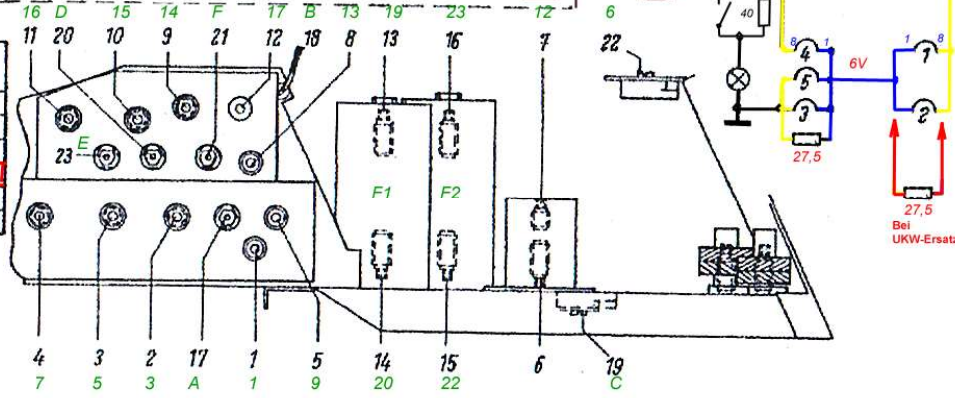 16 D 15 14 F 17 B 13 19 23 12 6
11 20 10 9 21 12 18 8 13 16 7 22
E
23
F1 F2
4 3 2 17 1 5 14 15 6 19
7 5 3 A 1 9 20 22 C
40
8 4 1
5
3
27,5
6V
1 1 8
2
27,5
Bei
UKW-Ersatz